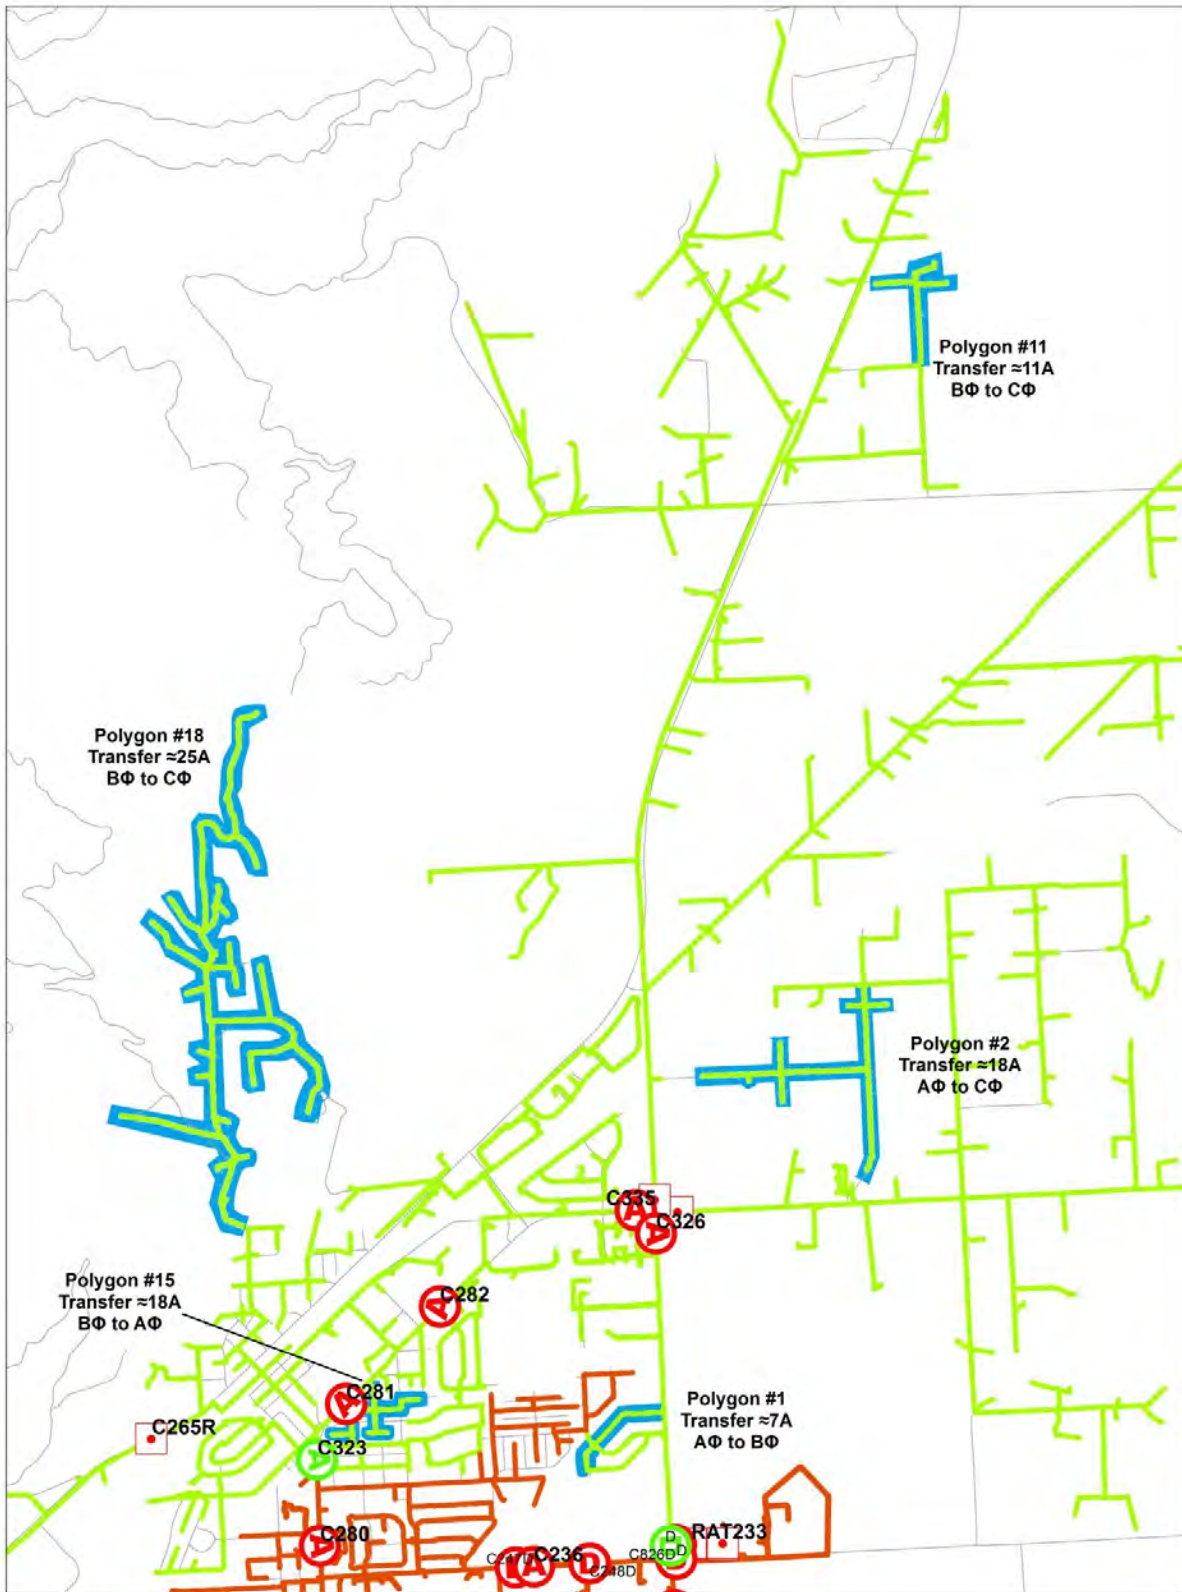 Polygon #11
Transfer ≈11A
BΦ to CΦ
Polygon #18
Transfer ≈25A
BΦ to CΦ
Polygon #2
Transfer ≈18A
AΦ to CΦ
C335
A
C326
A
Polygon #15
Transfer ≈18A
BΦ to AΦ
C282
A
C281
A
Polygon #1
Transfer ≈7A
AΦ to BΦ
C265R
C323
A
C280
A
C247D
C236
A
C248D
C826D
D
D
RAT233